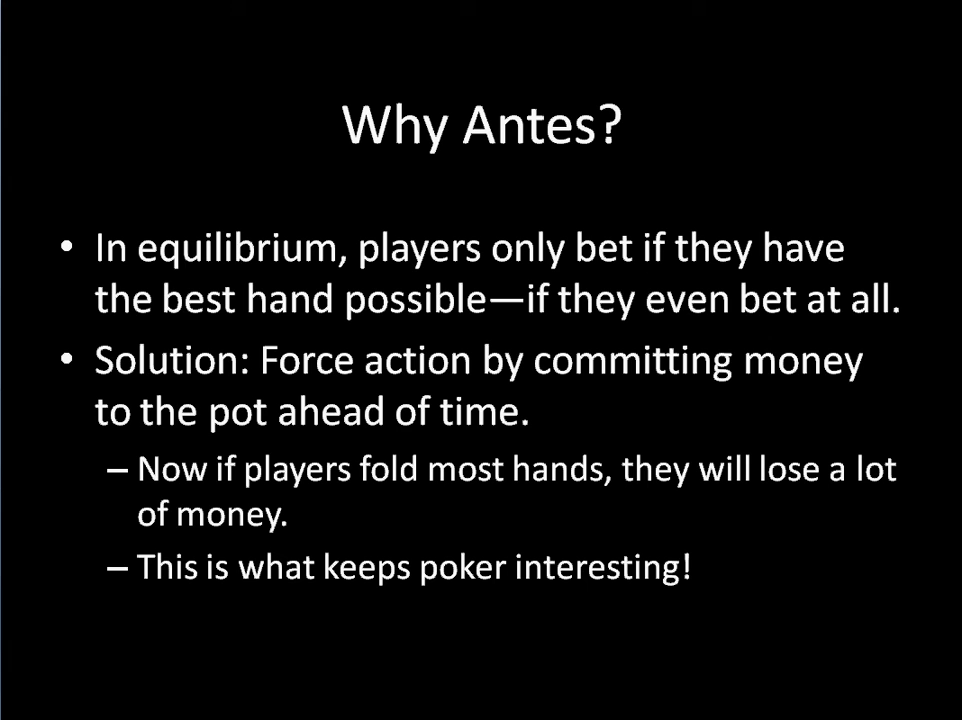 Why Antes?
• In equilibrium, players only bet if they have
the best hand possible—if they even bet at all.
• Solution: Force action by committing money
to the pot ahead of time.
– Now if players fold most hands, they will lose a lot
of money.
– This is what keeps poker interesting!